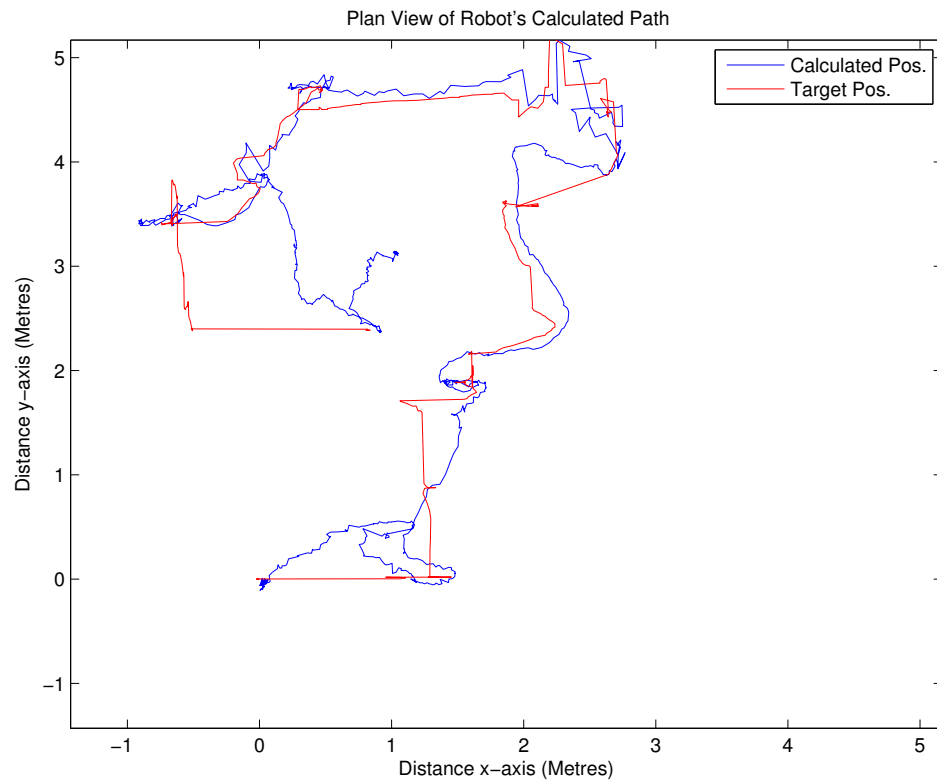 Plan View of Robot's Calculated Path
Calculated Pos.
Target Pos.
Distance y−axis (Metres)
5
4
3
2
1
0
−1
−1 0 1 2 3 4 5
Distance x−axis (Metres)